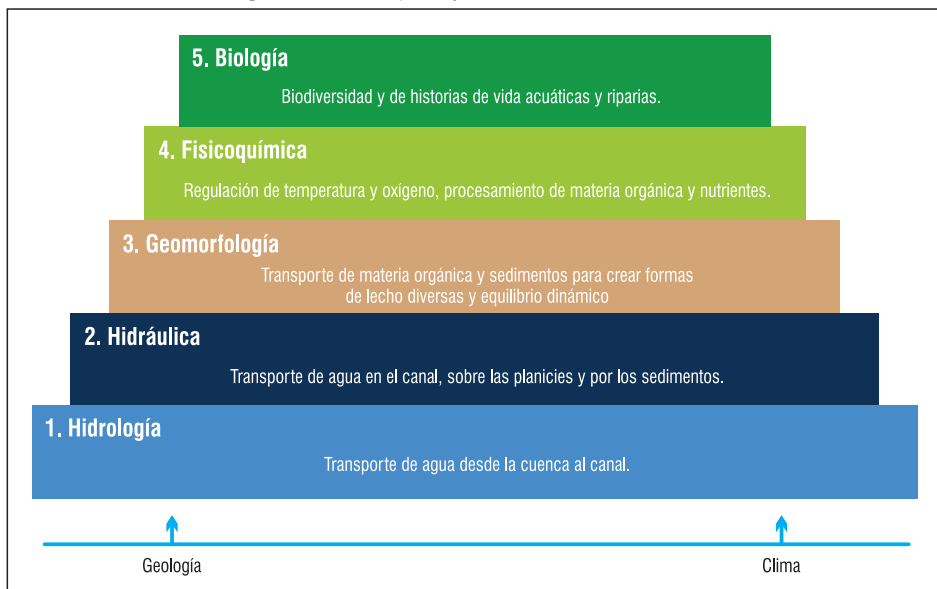 5. Biología
Biodiversidad y de historias de vida acuáticas y riparias.
4. Fisicoquímica
Regulación de temperatura y oxígeno, procesamiento de materia orgánica y nutrientes.
3. Geomorfología
Transporte de materia orgánica y sedimentos para crear formas
de lecho diversas y equilibrio dinámico
2. Hidráulica
Transporte de agua en el canal, sobre las planicies y por los sedimentos.
1. Hidrología
Transporte de agua desde la cuenca al canal.
Geología
Clima